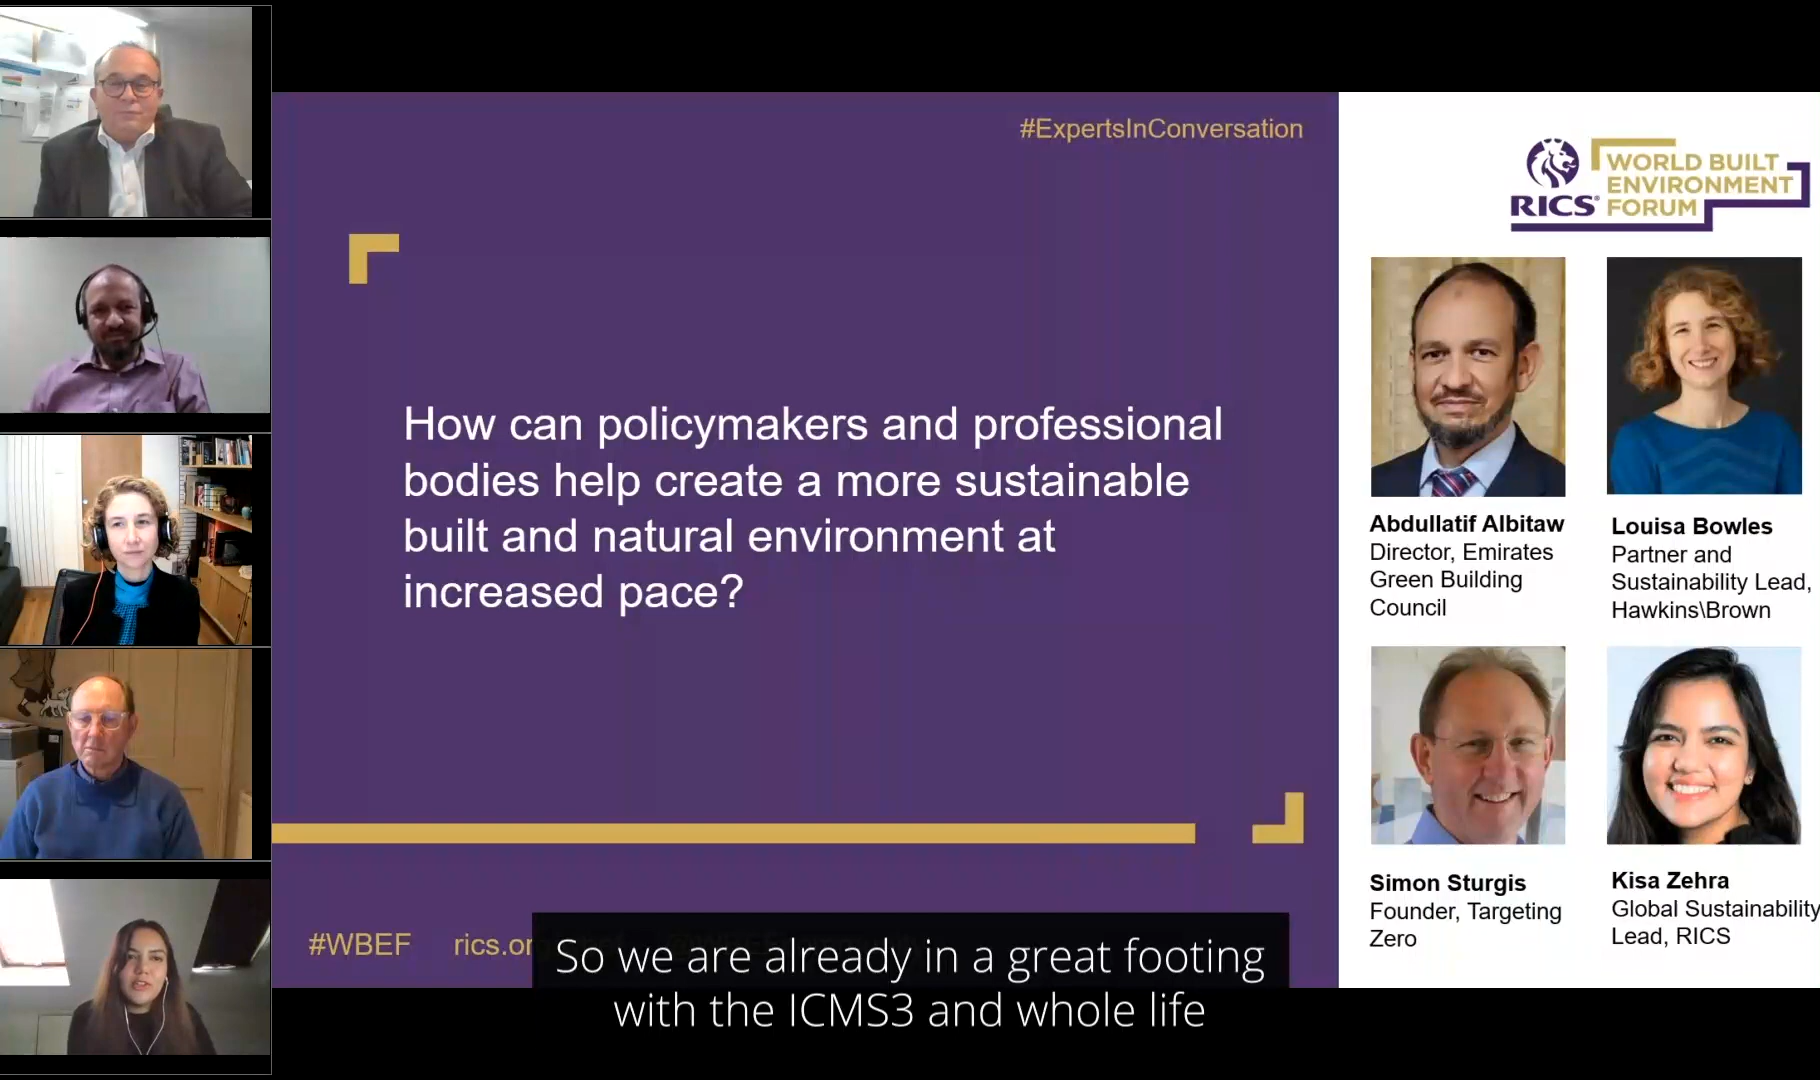 #ExpertsInConversation
How can policymakers and professional
bodies help create a more sustainable
built and natural environment at
increased pace?
#WBEF
So we are already in a great footing
with the ICMS3 and whole life
RICS
WORLD BUILT
ENVIRONMENT
FORUM
Abdullatif Albitaw
Director, Emirates
Green Building
Council
Louisa Bowles
Partner and
Sustainability Lead,
Hawkins\Brown
Simon Sturgis
Founder, Targeting
Zero
Kisa Zehra
Global Sustainability
Lead, RICS